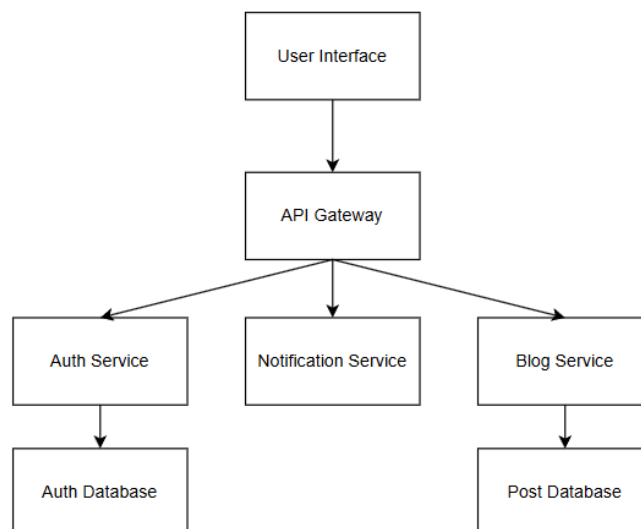 User Interface
API Gateway
Auth Service
Notification Service
Blog Service
Auth Database
Post Database